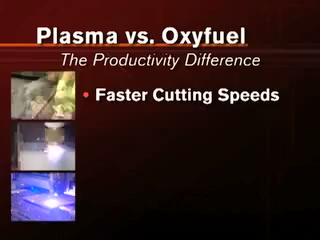 Plasma vs. Oxyfuel
The Productivity Difference
• Faster Cutting Speeds